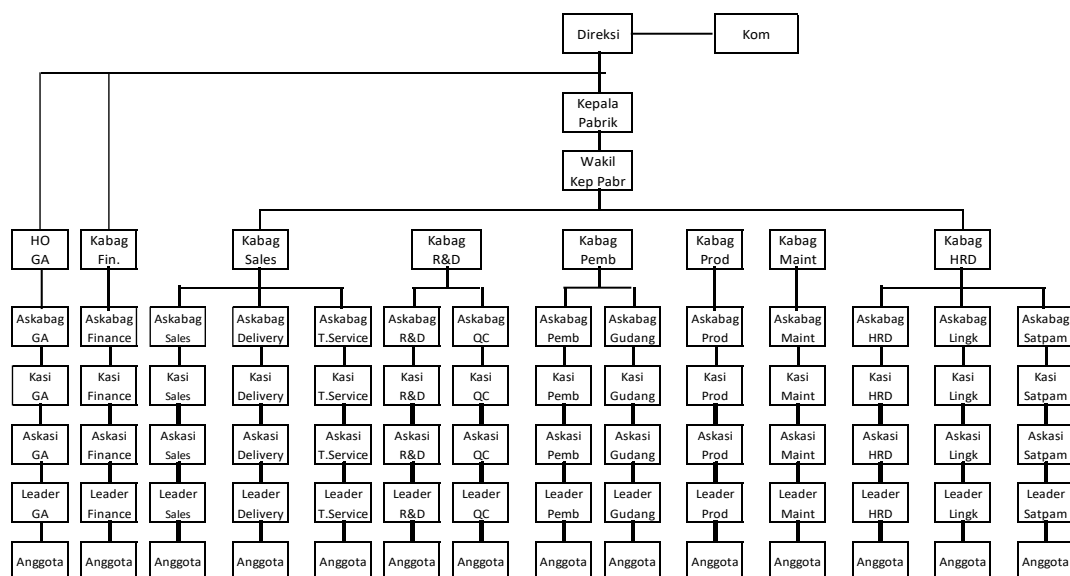 Direksi
Kom
Kepala
Pabrik
Wakil
Kep Pabr
HO
GA
Kabag
Fin.
Kabag
Sales
Kabag
R&D
Kabag
Pemb
Kabag
Prod
Kabag
Maint
Kabag
HRD
Askabag
GA
Askabag
Finance
Askabag
Sales
Askabag
Delivery
Askabag
T.Service
Askabag
R&D
Askabag
QC
Askabag
Pemb
Askabag
Gudang
Askabag
Prod
Askabag
Maint
Askabag
HRD
Askabag
Lingk
Askabag
Satpam
Kasi
GA
Kasi
Finance
Kasi
Sales
Kasi
Delivery
Kasi
T.Service
Kasi
R&D
Kasi
QC
Kasi
Pemb
Kasi
Gudang
Kasi
Prod
Kasi
Maint
Kasi
HRD
Kasi
Lingk
Kasi
Satpam
Askasi
GA
Askasi
Finance
Askasi
Sales
Askasi
Delivery
Askasi
T.Service
Askasi
R&D
Askasi
QC
Askasi
Pemb
Askasi
Gudang
Askasi
Prod
Askasi
Maint
Askasi
HRD
Askasi
Lingk
Askasi
Satpam
Leader
GA
Leader
Finance
Leader
Sales
Leader
Delivery
Leader
T.Service
Leader
R&D
Leader
QC
Leader
Pemb
Leader
Gudang
Leader
Prod
Leader
Maint
Leader
HRD
Leader
Lingk
Leader
Satpam
Anggota
Anggota
Anggota
Anggota
Anggota
Anggota
Anggota
Anggota
Anggota
Anggota
Anggota
Anggota
Anggota
Anggota